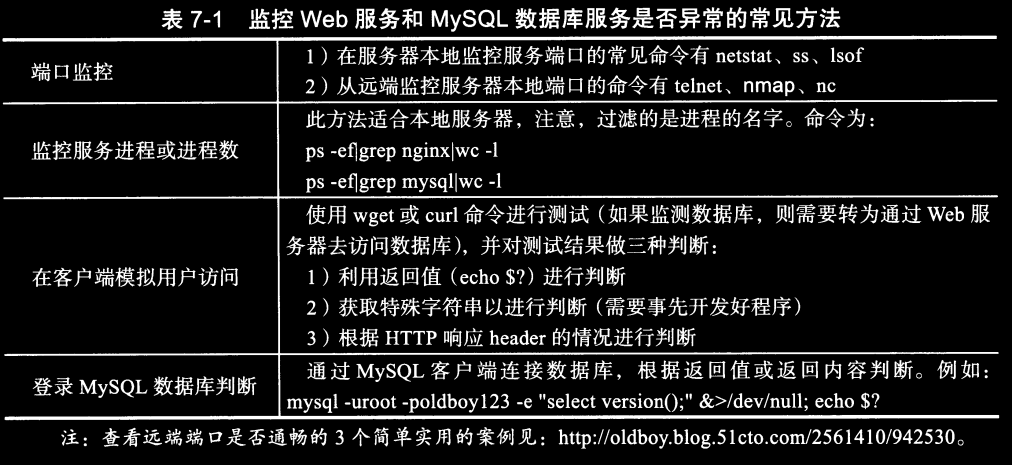 表 7-1 监控 Web 服务和 MySQL 数据库服务是否异常的常见方法
端口监控
1）在服务器本地监控服务端口的常见命令有 netstat、ss、lsof
2）从远端监控服务器本地端口的命令有 telnet、nmap、nc
监控服务进程或进程数
此方法适合本地服务器，注意，过滤的是进程的名字。命令为：
ps -ef|grep nginx|wc -l
ps -ef|grep mysql|wc -l
在客户端模拟用户访问
使用 wget 或 curl 命令进行测试（如果监测数据库，则需要转为通过 Web 服
务器去访问数据库），并对测试结果做三种判断：
1）利用返回值（echo $?）进行判断
2）获取特殊字符串以进行判断（需要事先开发好程序）
3）根据 HTTP 响应 header 的情况进行判断
登录 MySQL 数据库判断
通过 MySQL 客户端连接数据库，根据返回值或返回内容判断。例如：
mysql -uroot -poldboy123 -e "select version();" &>/dev/null; echo $?
注：查看远端端口是否通畅的 3 个简单实用的案例见：http://oldboy.blog.51cto.com/2561410/942530。